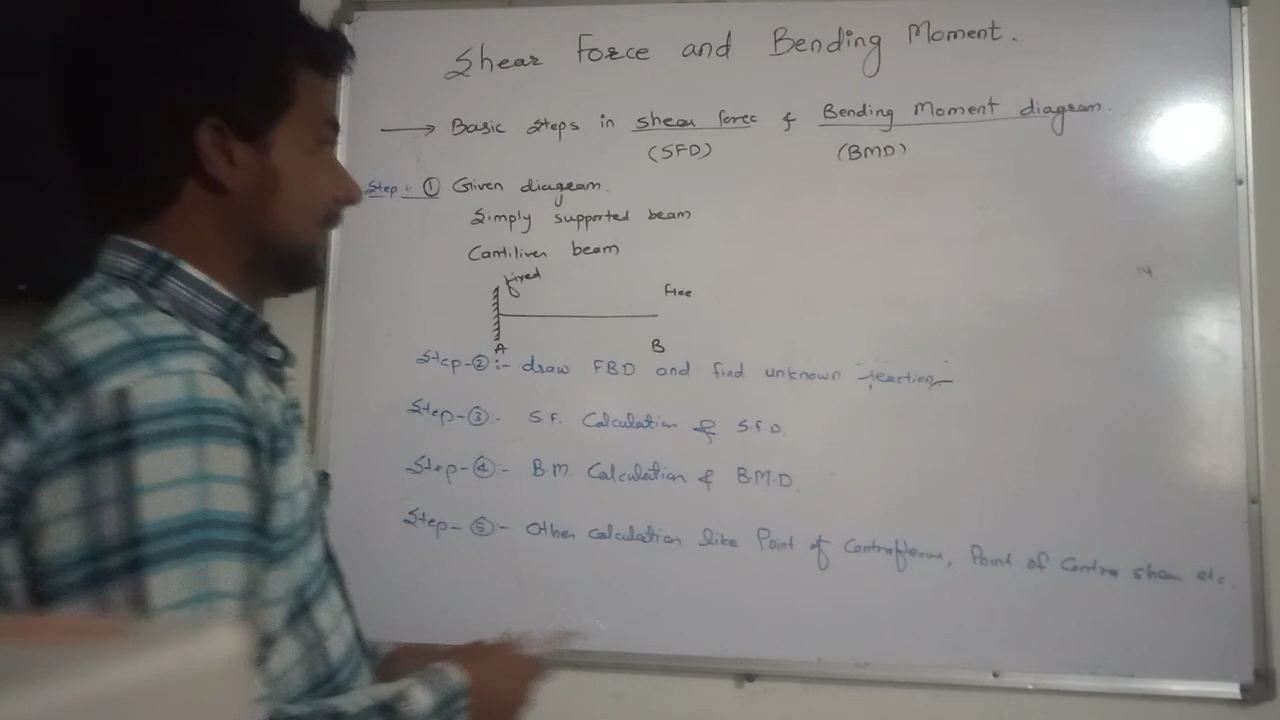 Shear Force and Bending Moment.
→ Basic Steps in shear force & Bending Moment diagram.
(SFD) (BMD)
Step :- ① Given diagram.
Simply supported beam
Cantiliver beam
fixed Free
A B
Step-②:- draw FBD and find unknown reaction
Step-③:- S.F. Calculation & S.F.D.
Step-④:- B.M. Calculation & B.M.D.
Step-⑤:- Other calculation like Point of Contraflexure, Point of Contra shear etc.